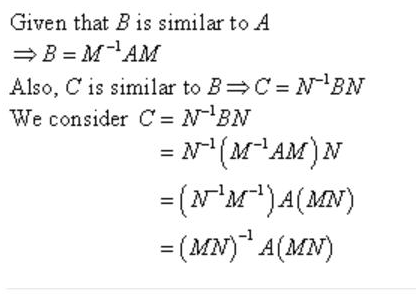 Given that B is similar to A
⇒ B = M⁻¹AM
Also, C is similar to B ⇒ C = N⁻¹BN
We consider C = N⁻¹BN
= N⁻¹(M⁻¹AM)N
= (N⁻¹M⁻¹)A(MN)
= (MN)⁻¹ A(MN)